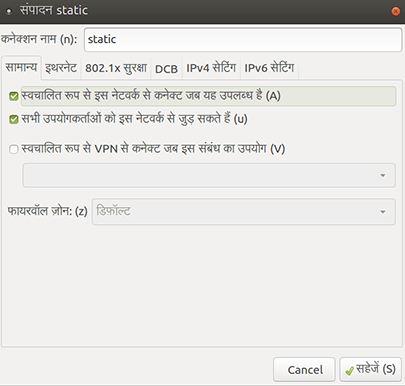 संपादन static
कनेक्शन नाम (n): static
सामान्य इथरनेट 802.1x सुरक्षा DCB IPv4 सेटिंग IPv6 सेटिंग
स्वचालित रूप से इस नेटवर्क से कनेक्ट जब यह उपलब्ध है (A)
सभी उपयोगकर्ताओं को इस नेटवर्क से जुड़ सकते हैं (u)
स्वचालित रूप से VPN से कनेक्ट जब इस संबंध का उपयोग (V)
फायरवॉल ज़ोन: (z) डिफ़ॉल्ट
Cancel सहेजें (S)